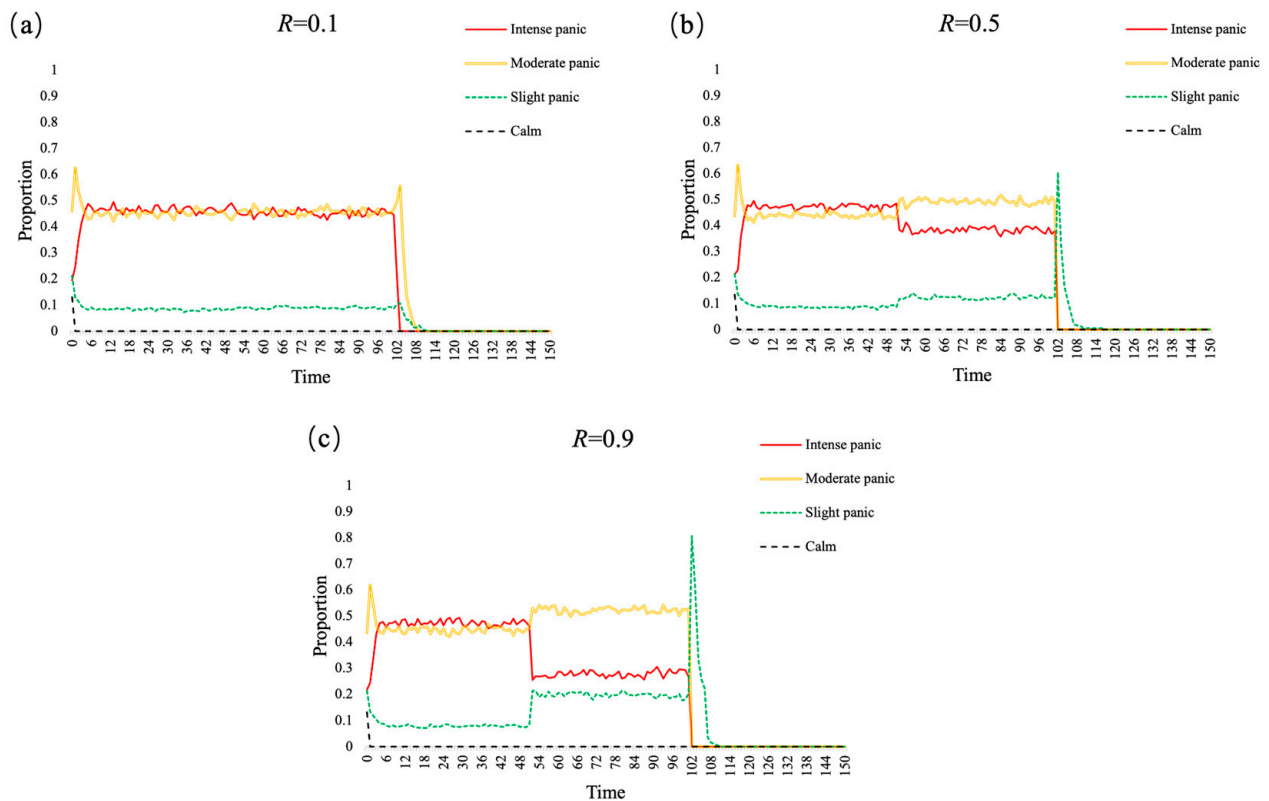 (a)
R=0.1
Intense panic
Moderate panic
Slight panic
Calm
1
0.9
0.8
0.7
0.6
0.5
0.4
0.3
0.2
0.1
0
Proportion
0 6 12 18 24 30 36 42 48 54 60 66 72 78 84 90 96 102 108 114 120 126 132 138 144 150
Time
(b)
R=0.5
Intense panic
Moderate panic
Slight panic
Calm
1
0.9
0.8
0.7
0.6
0.5
0.4
0.3
0.2
0.1
0
Proportion
0 6 12 18 24 30 36 42 48 54 60 66 72 78 84 90 96 102 108 114 120 126 132 138 144 150
Time
(c)
R=0.9
Intense panic
Moderate panic
Slight panic
Calm
1
0.9
0.8
0.7
0.6
0.5
0.4
0.3
0.2
0.1
0
Proportion
0 6 12 18 24 30 36 42 48 54 60 66 72 78 84 90 96 102 108 114 120 126 132 138 144 150
Time